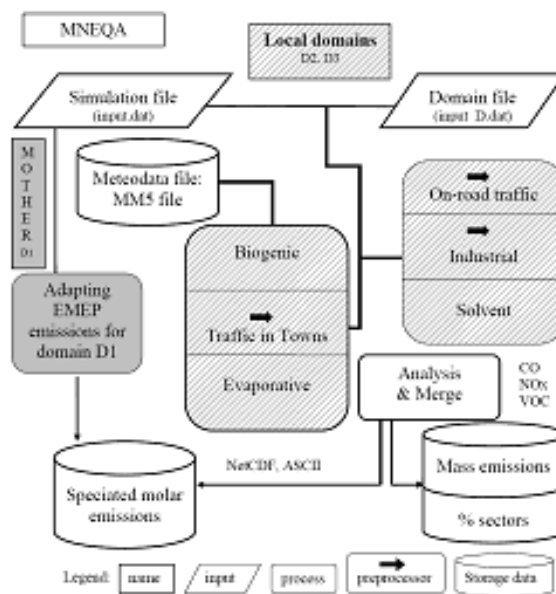 MNEQA
Local domains
D2, D3
Simulation file
(input.dat)
Domain file
(input_D.dat)
M
O
T
H
E
R
D1
Meteodata file:
MM5 file
On-road traffic
Industrial
Solvent
Biogenic
Traffic in Towns
Evaporative
Adapting
EMEP
emissions for
domain D1
Analysis
& Merge
CO
NOx
VOC
NetCDF, ASCII
Speciated molar
emissions
Mass emissions
% sectors
Legend:
name
input
process
preprocessor
Storage data